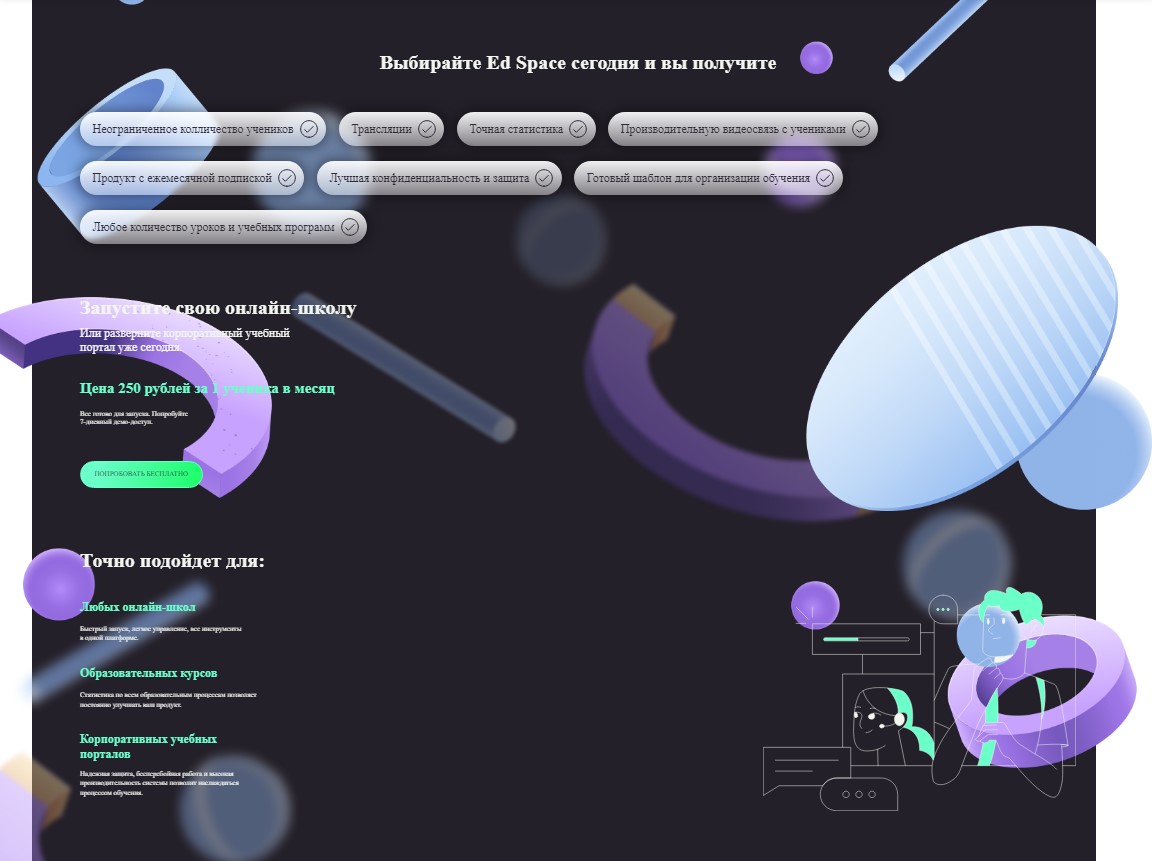 Выбирайте Ed Space сегодня и вы получите
Неограниченное колличество учеников
Трансляции
Точная статистика
Производительную видеосвязь с учениками
Продукт с ежемесячной подпиской
Лучшая конфиденциальность и защита
Готовый шаблон для организации обучения
Любое количество уроков и учебных программ
Запустите свою онлайн-школу
Или разверните корпоративный учебный
портал уже сегодня.
Цена 250 рублей за 1 ученика в месяц
Все готово для запуска. Попробуйте
7-дневный демо-доступ.
ПОПРОБОВАТЬ БЕСПЛАТНО
Точно подойдет для:
Любых онлайн-школ
Быстрый запуск, легкое управление, все инструменты
в одной платформе.
Образовательных курсов
Статистика по всем образовательным процессам позволяет
постоянно улучшать ваш продукт.
Корпоративных учебных
порталов
Надежная защита, бесперебойная работа и высокая
производительность системы позволит наслаждаться
процессом обучения.